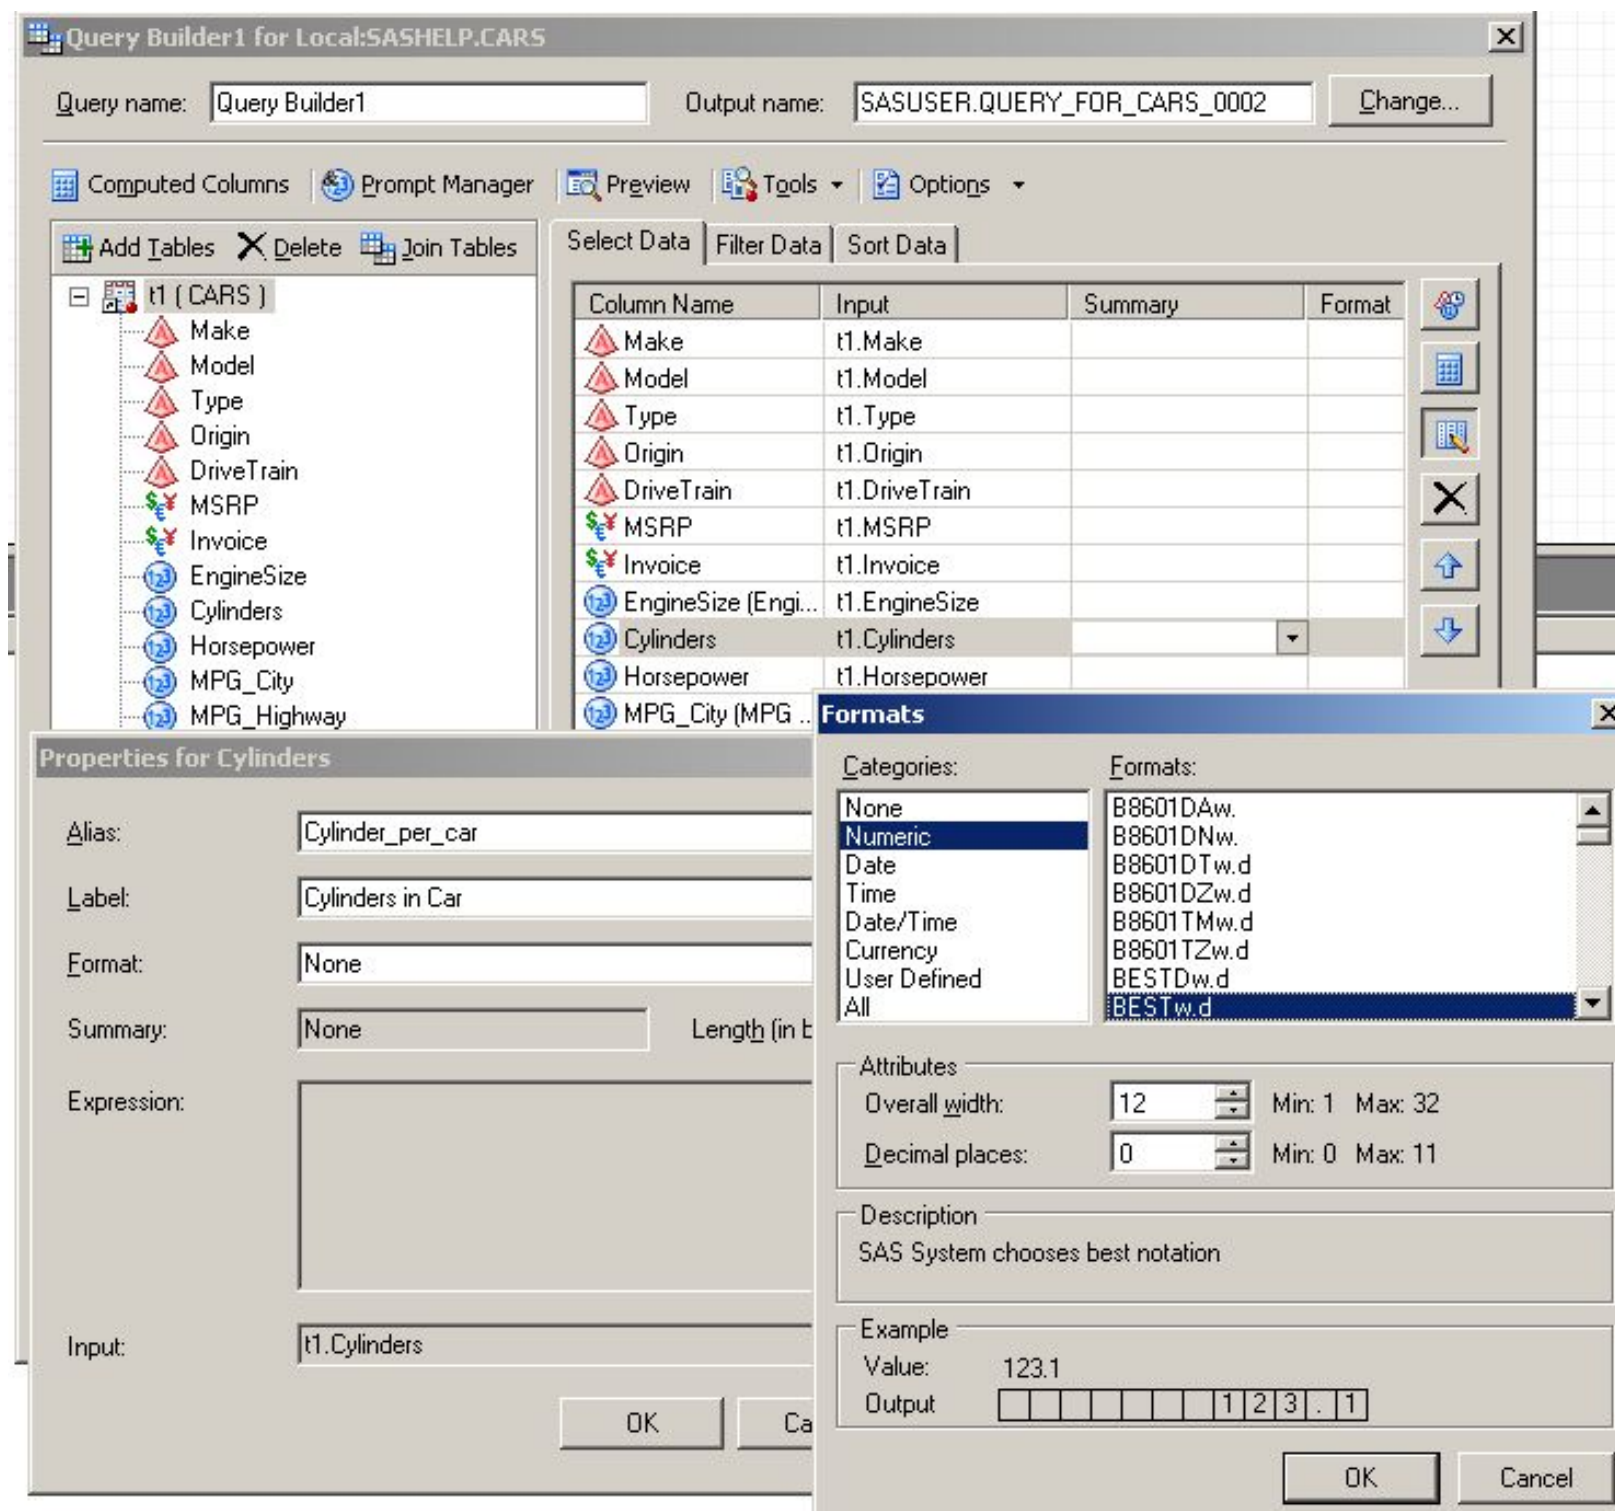 Query Builder1 for Local:SASHELP.CARS
Query name: Query Builder1 Output name: SASUSER.QUERY_FOR_CARS_0002 Change...
Computed Columns Prompt Manager Preview Tools Options
Add Tables Delete Join Tables
t1 ( CARS )
Make
Model
Type
Origin
DriveTrain
MSRP
Invoice
EngineSize
Cylinders
Horsepower
MPG_City
MPG_Highway
Select Data Filter Data Sort Data
Column Name Input Summary Format
Make t1.Make
Model t1.Model
Type t1.Type
Origin t1.Origin
DriveTrain t1.DriveTrain
MSRP t1.MSRP
Invoice t1.Invoice
EngineSize (Engi... t1.EngineSize
Cylinders t1.Cylinders
Horsepower t1.Horsepower
MPG_City (MPG ...
Properties for Cylinders
Alias: Cylinder_per_car
Label: Cylinders in Car
Format: None
Summary: None Length (in b
Expression:
Input: t1.Cylinders
OK Ca
Formats
Categories:
None
Numeric
Date
Time
Date/Time
Currency
User Defined
All
Formats:
B8601DAw.
B8601DNw.
B8601DTw.d
B8601DZw.d
B8601TMw.d
B8601TZw.d
BESTDw.d
BESTw.d
Attributes
Overall width: 12 Min: 1 Max: 32
Decimal places: 0 Min: 0 Max: 11
Description
SAS System chooses best notation
Example
Value: 123.1
Output 123.1
OK Cancel